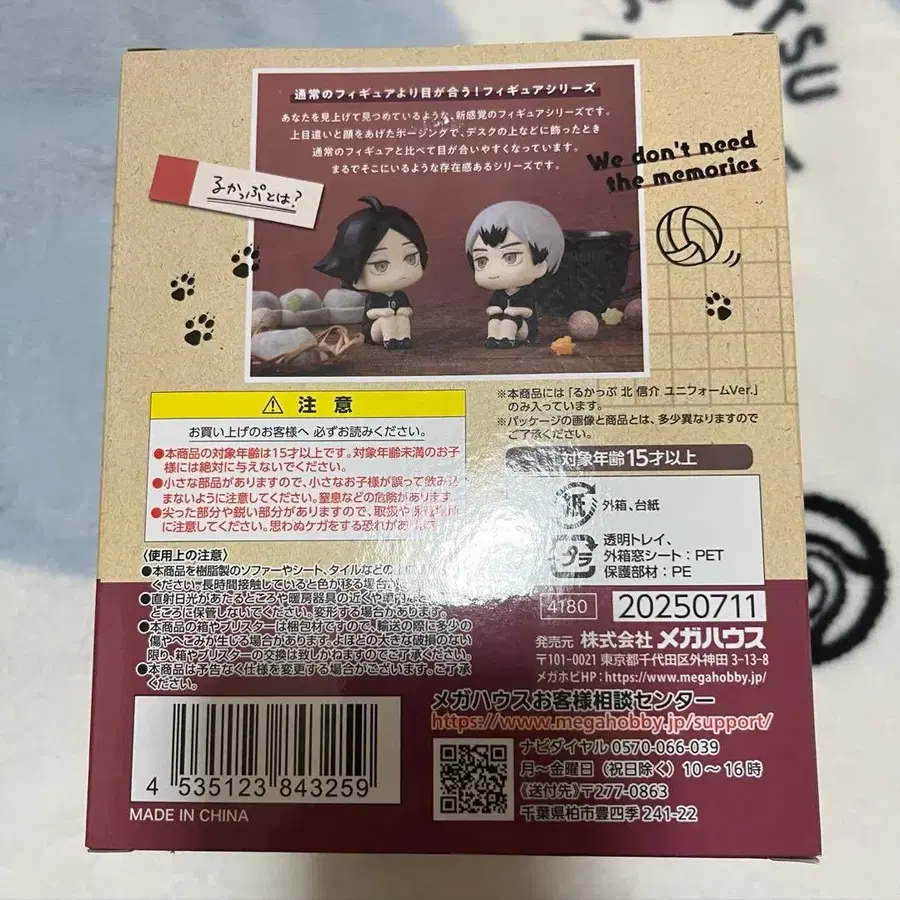 通常のフィギュアより目が合う!フィギュアシリーズ
あなたを見上げて見つめているような、新感覚のフィギュアシリーズです。
上目遣いと顔をあげたポージングで、デスクの上などに飾ったとき
通常のフィギュアと比べて目が合いやすくなっています。
まるでそこにいるような存在感あるシリーズです。
We don't need
the memories
るかっぷとは?
※本商品には「るかっぷ 北 信介 ユニフォームVer.」
のみ入っています。
※パッケージの画像と商品とは、多少異なりますので
ご了承ください。
対象年齢15才以上
⚠ 注意
お買い上げのお客様へ 必ずお読みください。
●本商品の対象年齢は15才以上です。対象年齢未満のお子
様には絶対に与えないでください。
●小さな部品がありますので、小さなお子様が誤って飲み込
まないように注意してください。窒息などの危険があります。
●尖った部分や鋭い部分がありますので、取扱や保管場所
に注意してください。思わぬケガをする恐れがあります。
〈使用上の注意〉
●本商品を樹脂製のソファーやシート、タイルなどの上に
ください。長時間接触していると色が移る場合が
●直射日光があたるところや暖房器具の近くや車内など
ところに保管しないでください。変形する場合があります。
●本商品の箱やブリスターは梱包材ですので、輸送の際に多少の
傷やへこみが生じる場合があります。よほどの大きな破損のない
限り、箱やブリスターの交換は致しかねますのでご了承ください。
●本商品は予告なく仕様を変更する場合がございます。ご了承
ください。
紙
外箱、台紙
プラ
透明トレイ、
外箱窓シート:PET
保護部材:PE
4180
20250711
発売元 株式会社メガハウス
〒101-0021 東京都千代田区外神田 3-13-8
メガホビHP:https://www.megahobby.jp/
メガハウスお客様相談センター
https://www.megahobby.jp/support/
ナビダイヤル 0570-066-039
月～金曜日(祝日除く)10～16時
〈送付先〉〒277-0863
千葉県柏市豊四季241-22
4 535123 843259
MADE IN CHINA